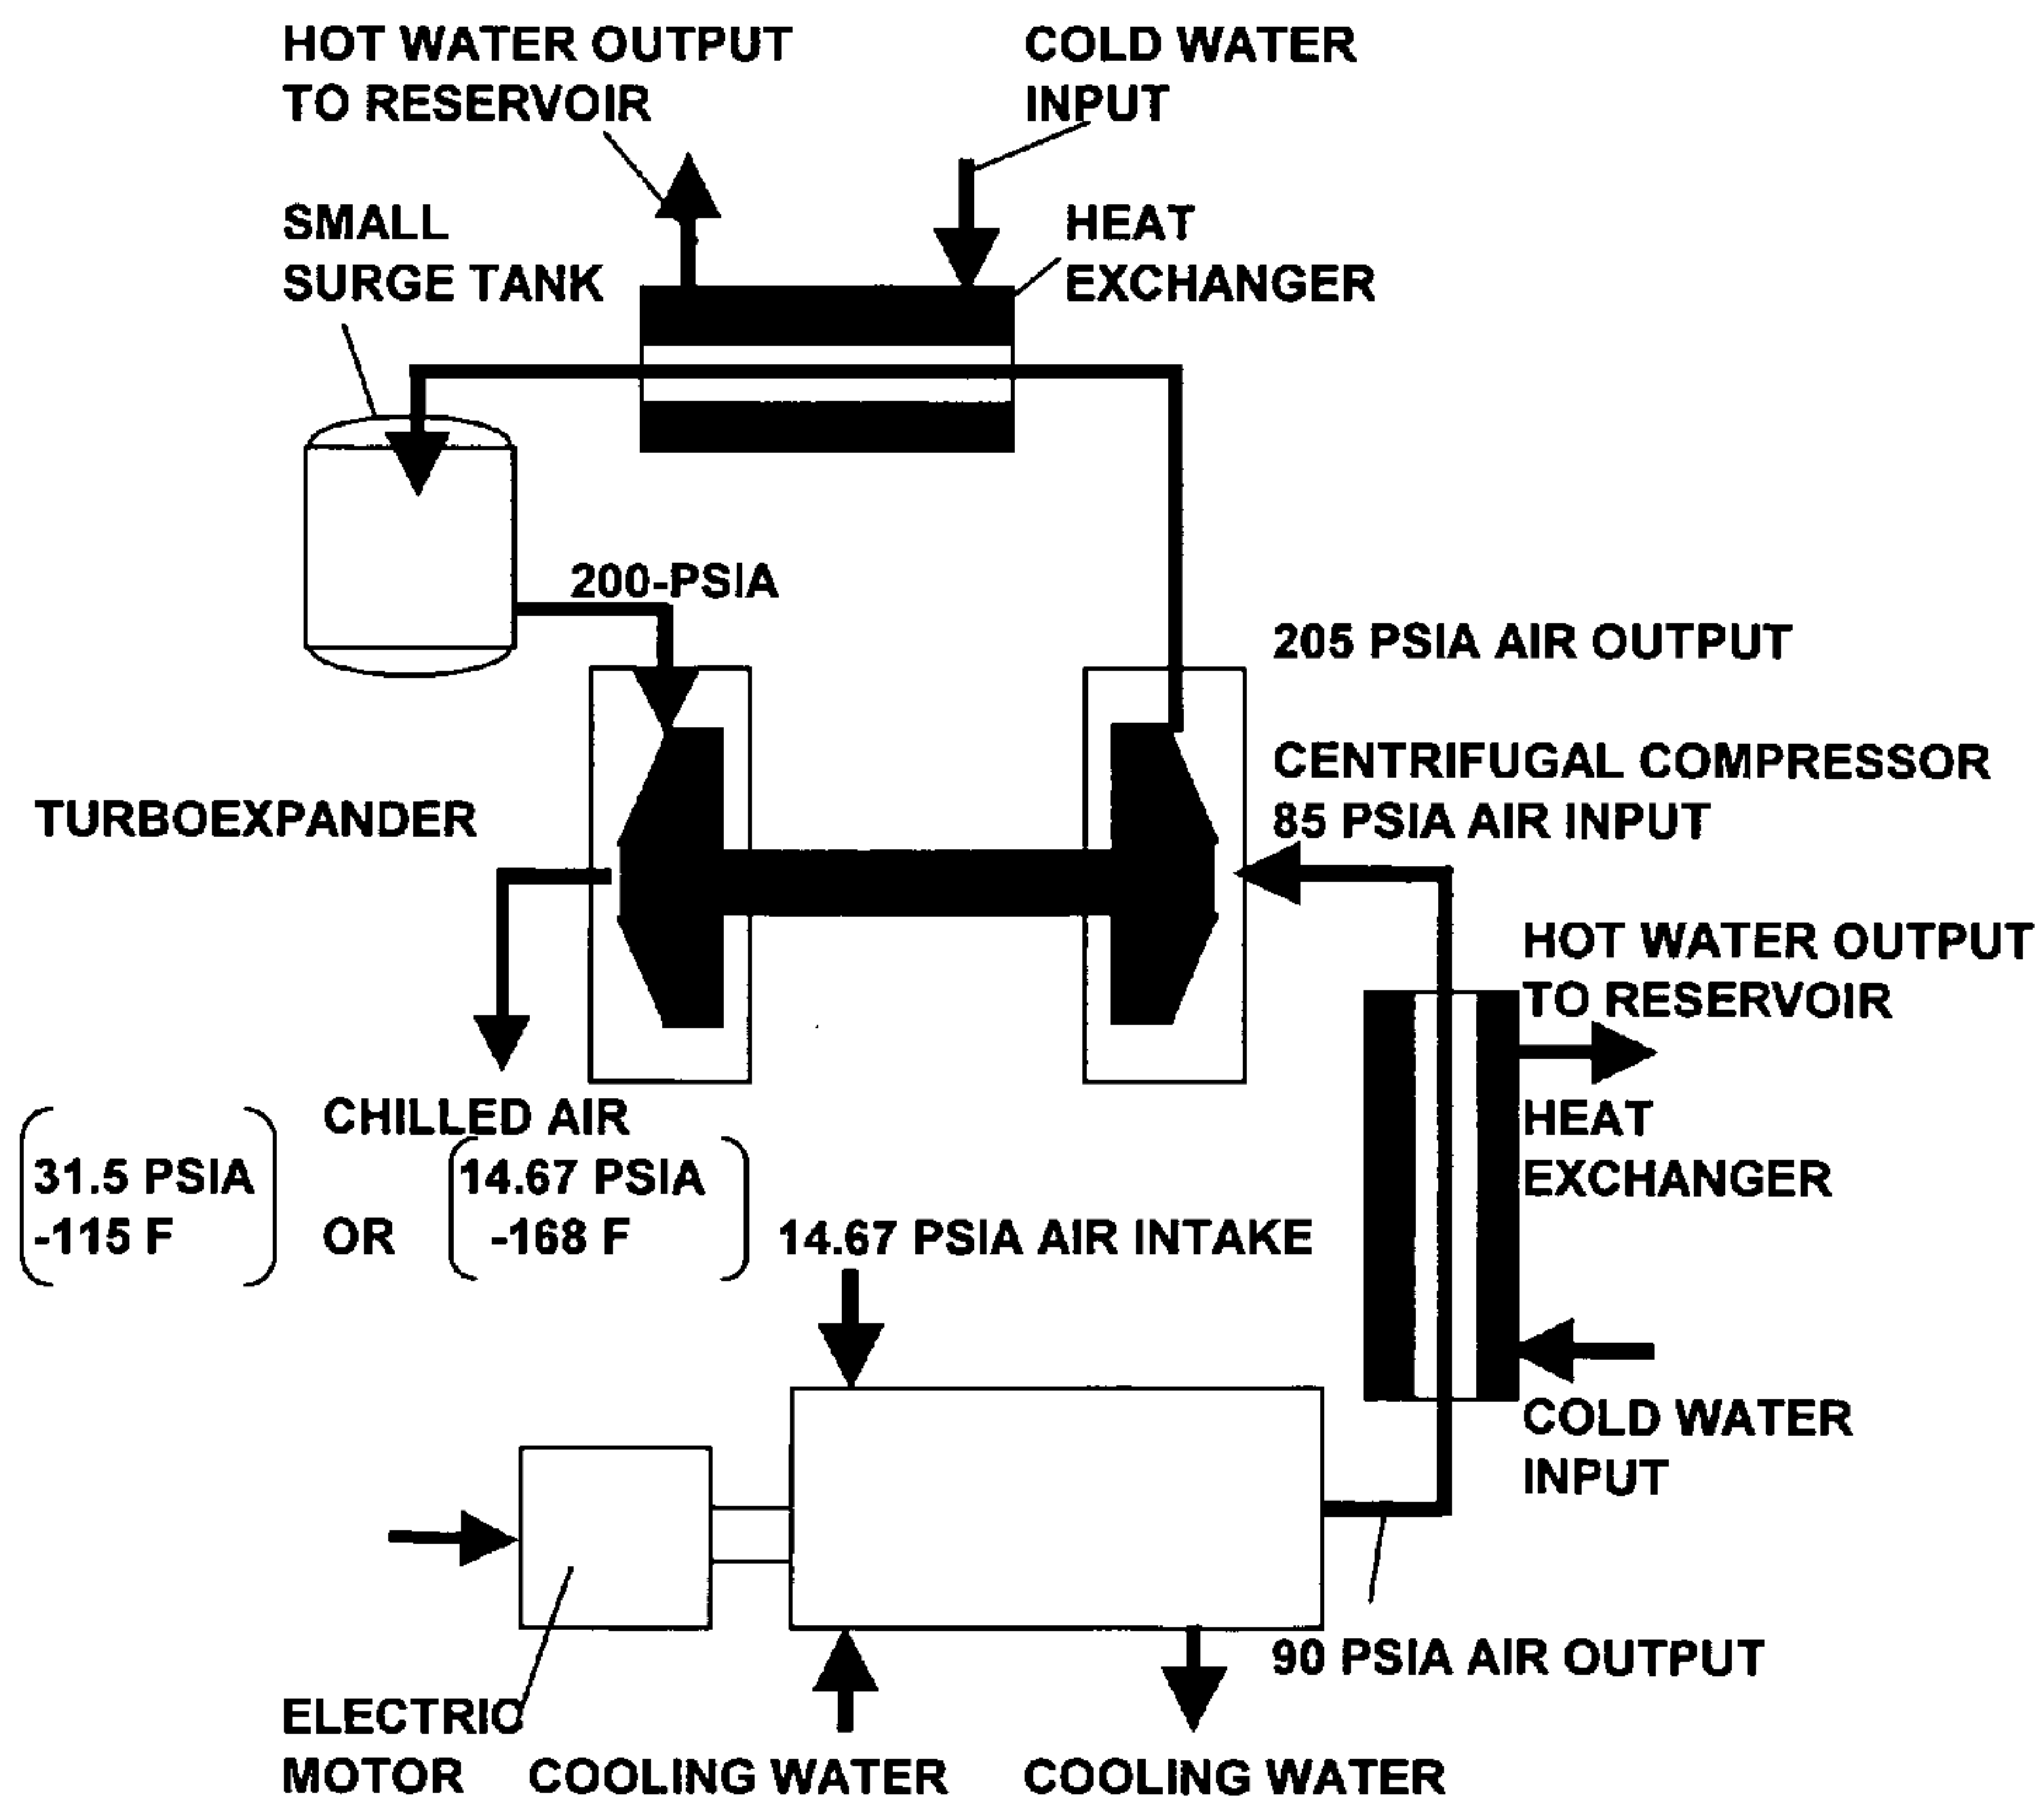 HOT WATER OUTPUT
TO RESERVOIR
COLD WATER
INPUT
SMALL
SURGE TANK
HEAT
EXCHANGER
200-PSIA
205 PSIA AIR OUTPUT
CENTRIFUGAL COMPRESSOR
85 PSIA AIR INPUT
TURBOEXPANDER
HOT WATER OUTPUT
TO RESERVOIR
HEAT
EXCHANGER
CHILLED AIR
31.5 PSIA
-115 F
OR
14.67 PSIA
-168 F
14.67 PSIA AIR INTAKE
COLD WATER
INPUT
90 PSIA AIR OUTPUT
ELECTRIC
MOTOR
COOLING WATER
COOLING WATER